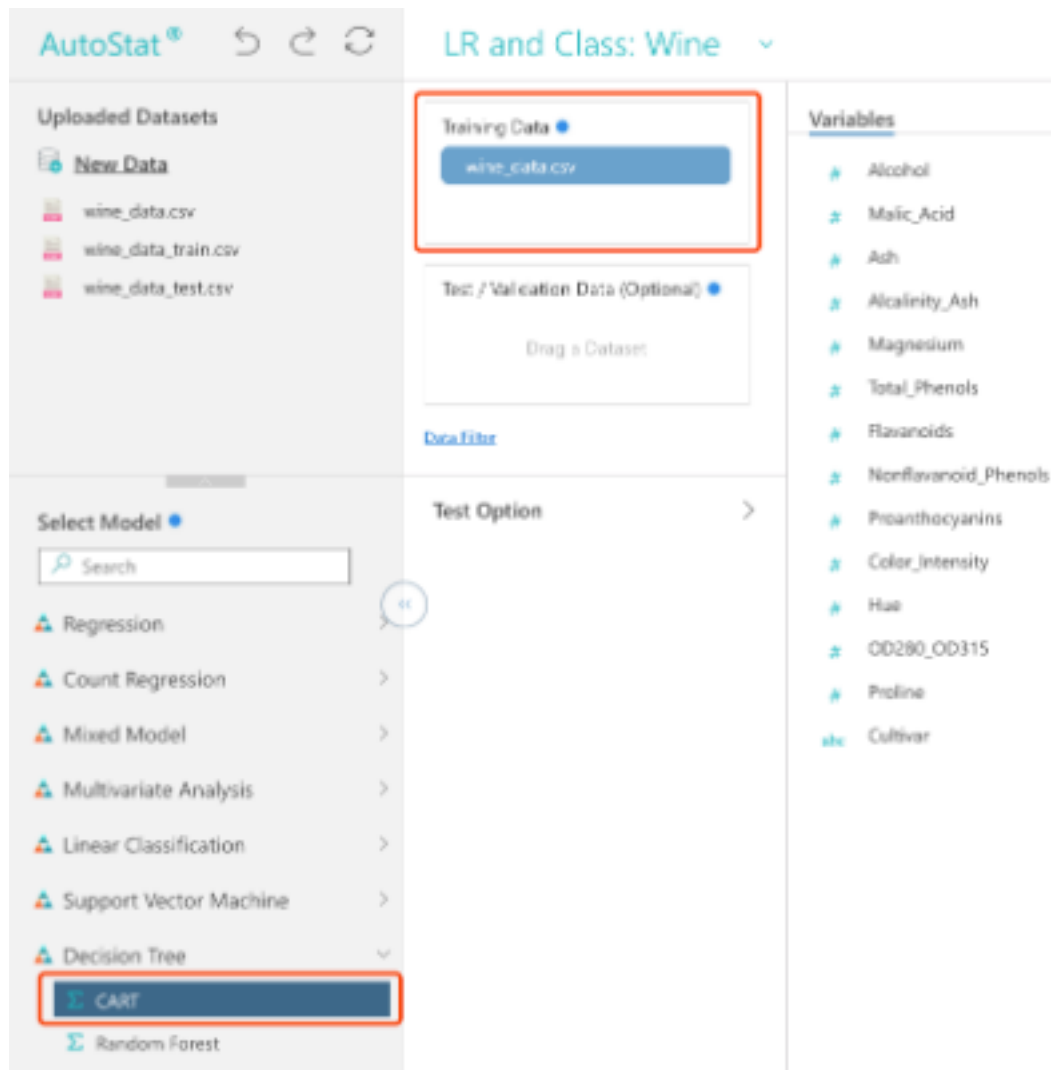 AutoStat®
LR and Class: Wine
Uploaded Datasets
New Data
wine_data.csv
wine_data_train.csv
wine_data_test.csv
Select Model
Search
Regression
Count Regression
Mixed Model
Multivariate Analysis
Linear Classification
Support Vector Machine
Decision Tree
CART
Random Forest
Training Data
wine_data.csv
Test / Validation Data (Optional)
Drag a Dataset
Data Filter
Test Option
Variables
# Alcohol
# Malic_Acid
# Ash
# Alcalinity_Ash
# Magnesium
# Total_Phenols
# Flavanoids
# Nonflavanoid_Phenols
# Proanthocyanins
# Color_Intensity
# Hue
# OD280_OD315
# Proline
abc Cultivar